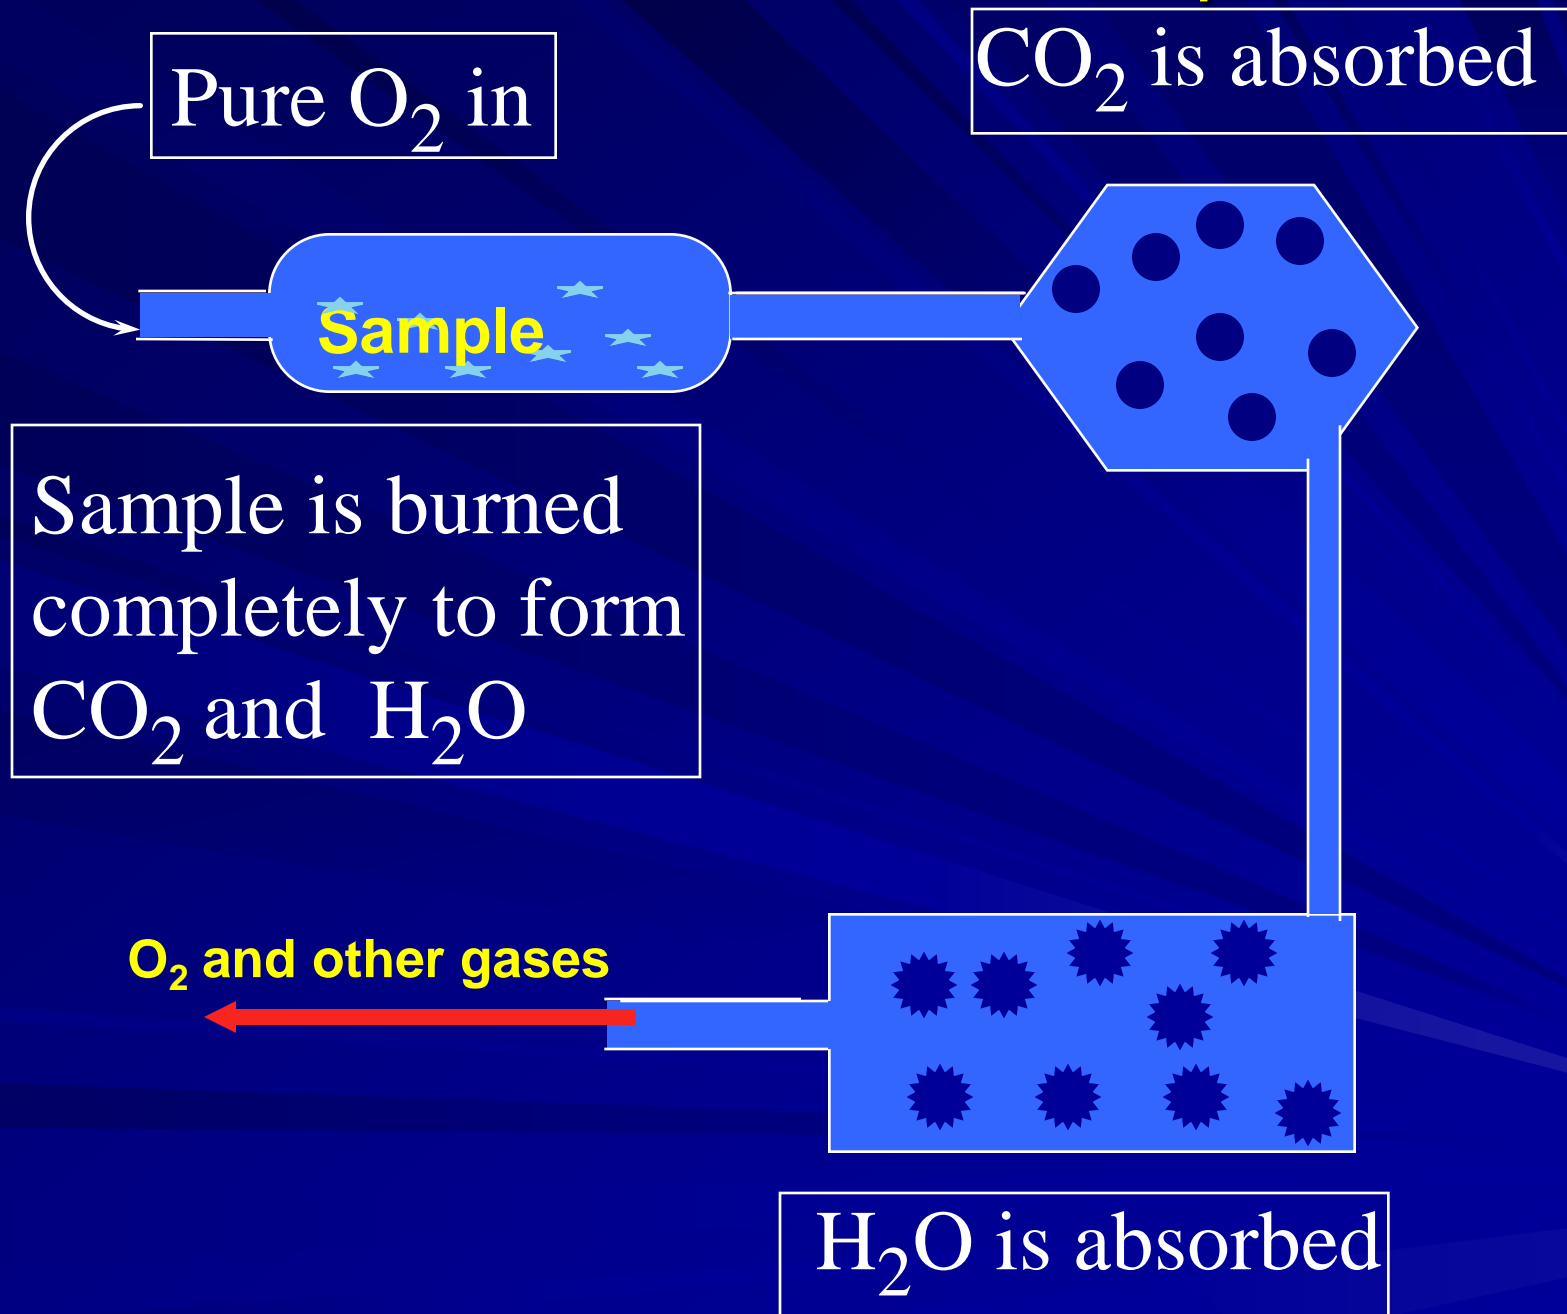 Pure O₂ in
CO₂ is absorbed
Sample
Sample is burned
completely to form
CO₂ and H₂O
O₂ and other gases
H₂O is absorbed